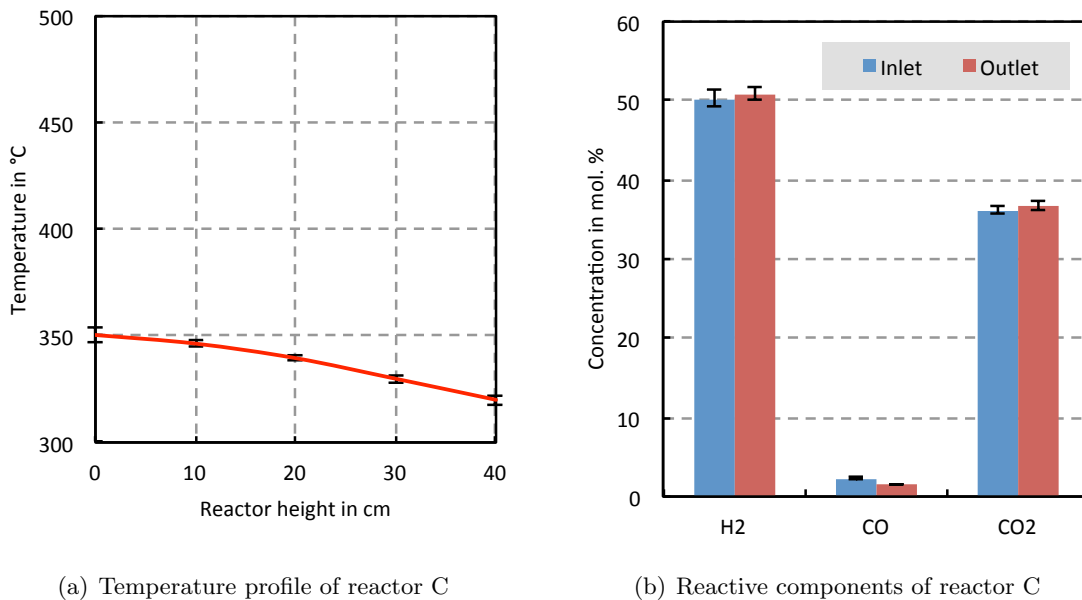 500
450
400
350
300
Temperature in °C
0 10 20 30 40
Reactor height in cm
(a) Temperature profile of reactor C
60
50
40
30
20
10
0
Concentration in mol. %
Inlet Outlet
H2 CO CO2
(b) Reactive components of reactor C